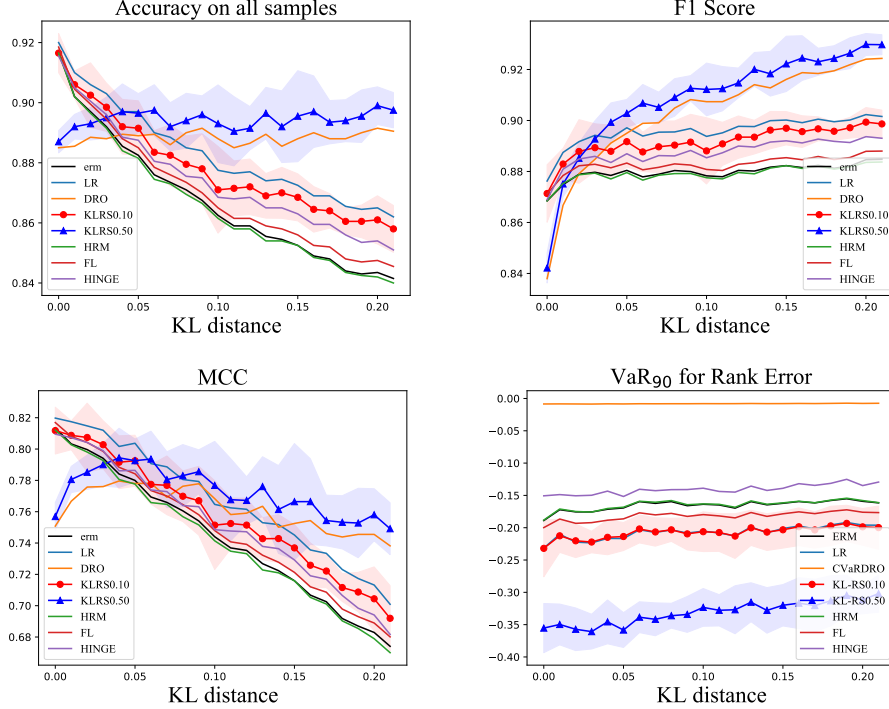 Accuracy on all samples
0.92
0.90
0.88
0.86
0.84
erm
LR
DRO
KLRS0.10
KLRS0.50
HRM
FL
HINGE
0.00
0.05
0.10
0.15
0.20
KL distance
F1 Score
0.92
0.90
0.88
0.86
0.84
erm
LR
DRO
KLRS0.10
KLRS0.50
HRM
FL
HINGE
0.00
0.05
0.10
0.15
0.20
KL distance
MCC
0.82
0.80
0.78
0.76
0.74
0.72
0.70
0.68
erm
LR
DRO
KLRS0.10
KLRS0.50
HRM
FL
HINGE
0.00
0.05
0.10
0.15
0.20
KL distance
VaR₉₀ for Rank Error
0.00
−0.05
−0.10
−0.15
−0.20
−0.25
−0.30
−0.35
−0.40
ERM
LR
CVaRDRO
KL-RS0.10
KL-RS0.50
HRM
FL
HINGE
0.00
0.05
0.10
0.15
0.20
KL distance